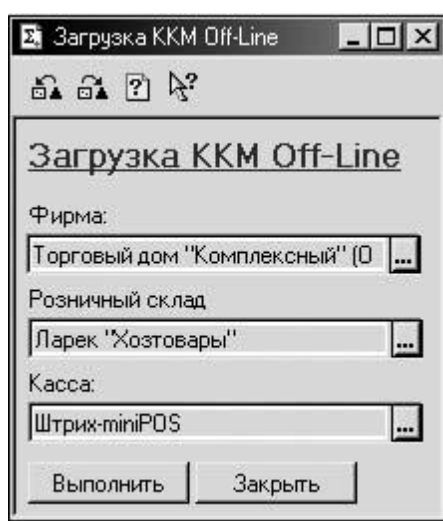 Загрузка ККМ Off-Line
Загрузка ККМ Off-Line
Фирма:
Торговый дом "Комплексный" (О ...
Розничный склад
Ларек "Хозтовары" ...
Касса:
Штрих-miniPOS ...
Выполнить Закрыть